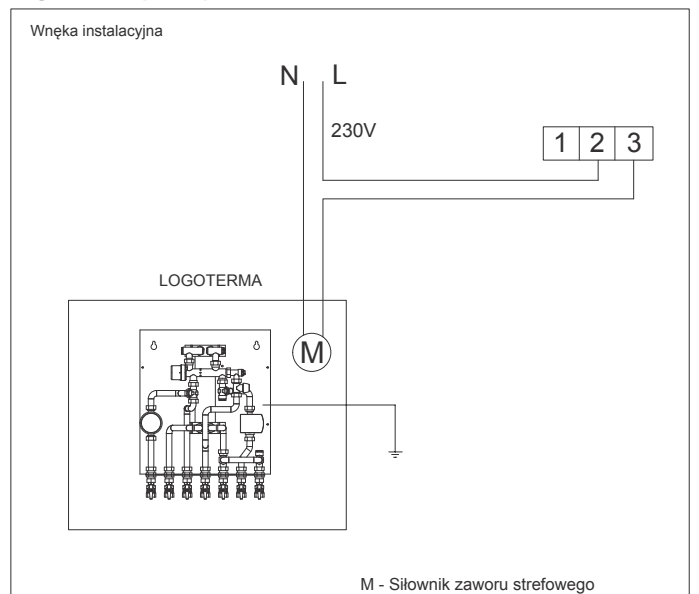 Wnęka instalacyjna
N L
230V
1 2 3
LOGOTERMA
M
M - Siłownik zaworu strefowego